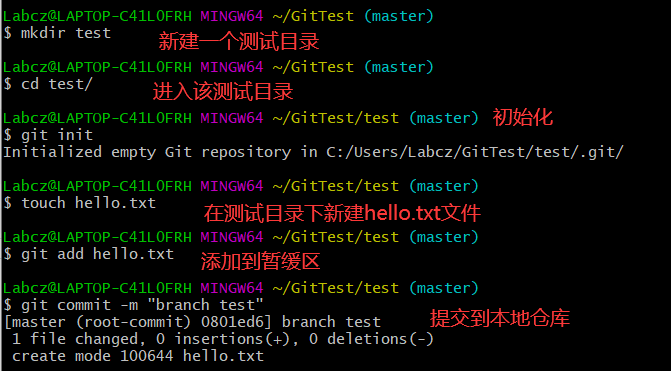 Labcz@LAPTOP-C41L0FRH MINGW64 ~/GitTest (master)
$ mkdir test
新建一个测试目录
Labcz@LAPTOP-C41L0FRH MINGW64 ~/GitTest (master)
$ cd test/
进入该测试目录
Labcz@LAPTOP-C41L0FRH MINGW64 ~/GitTest/test (master) 初始化
$ git init
Initialized empty Git repository in C:/Users/Labcz/GitTest/test/.git/
Labcz@LAPTOP-C41L0FRH MINGW64 ~/GitTest/test (master)
$ touch hello.txt
在测试目录下新建hello.txt文件
Labcz@LAPTOP-C41L0FRH MINGW64 ~/GitTest/test (master)
$ git add hello.txt
添加到暂缓区
Labcz@LAPTOP-C41L0FRH MINGW64 ~/GitTest/test (master)
$ git commit -m "branch test"
[master (root-commit) 0801ed6] branch test
提交到本地仓库
1 file changed, 0 insertions(+), 0 deletions(-)
create mode 100644 hello.txt